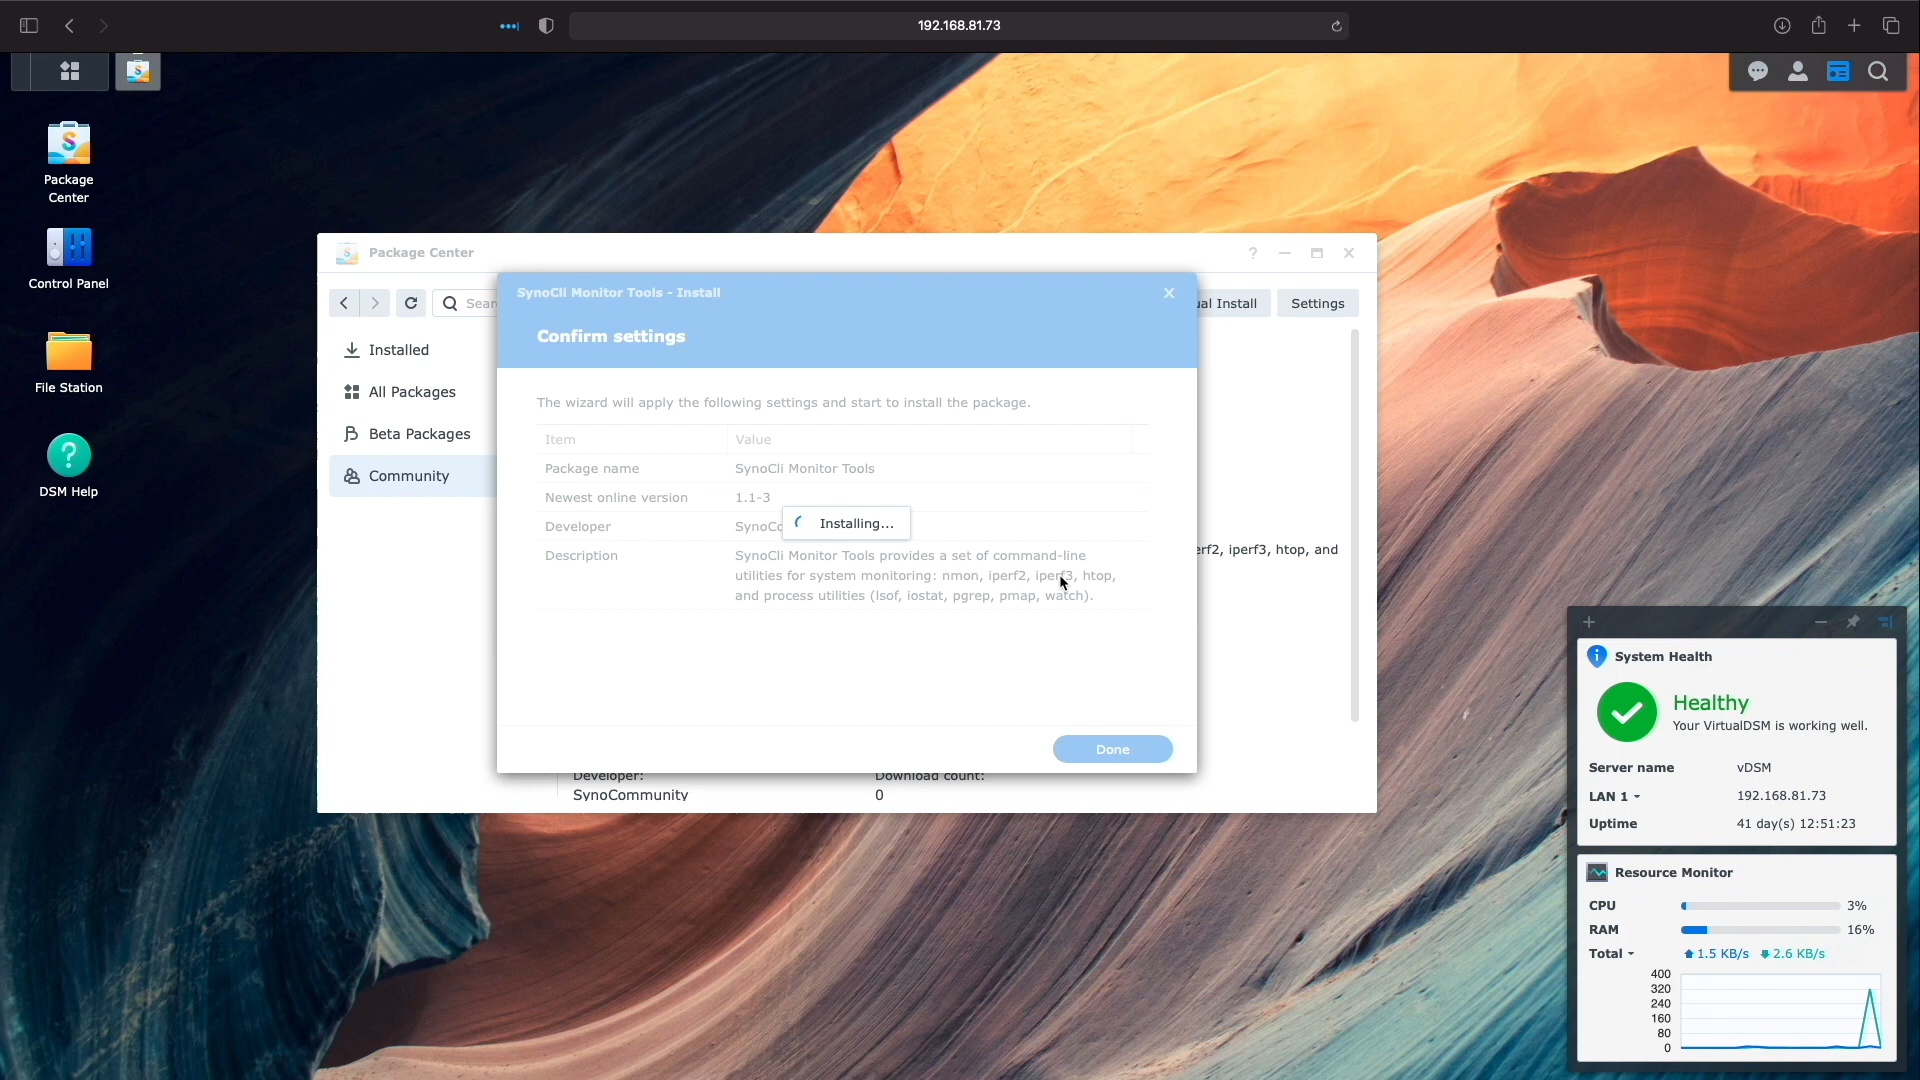 192.168.81.73
Package
Center
Control Panel
File Station
DSM Help
Package Center
?
Settings
Installed
All Packages
Beta Packages
Community
SynoCli Monitor Tools - Install
Confirm settings
The wizard will apply the following settings and start to install the package.
Item Value
Package name SynoCli Monitor Tools
Newest online version 1.1-3
Developer
Installing...
Description SynoCli Monitor Tools provides a set of command-line
utilities for system monitoring: nmon, iperf2, iperf3, htop,
and process utilities (lsof, iostat, pgrep, pmap, watch).
Done
Install
iperf3, htop, and
Developer: Download count:
SynoCommunity 0
System Health
Healthy
Your VirtualDSM is working well.
Server name vDSM
LAN 1 192.168.81.73
Uptime 41 day(s) 12:51:23
Resource Monitor
CPU 3%
RAM 16%
Total 1.5 KB/s 2.6 KB/s
400
320
240
160
80
0